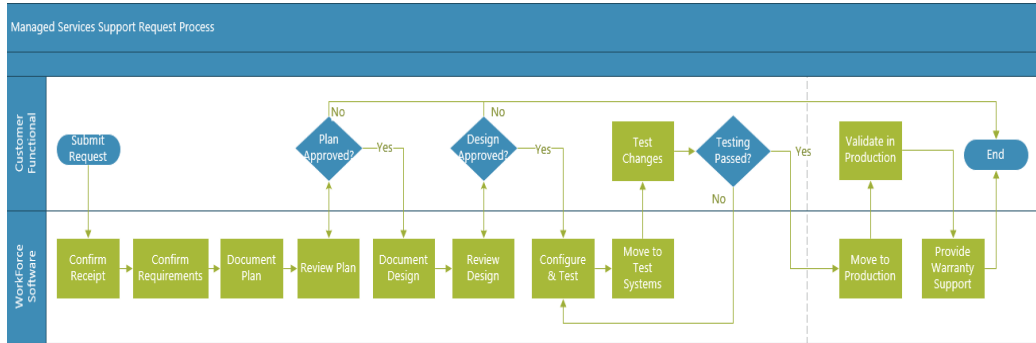 Managed Services Support Request Process
Customer
Functional
Submit
Request
Plan
Approved?
No
Yes
Design
Approved?
No
Yes
Test
Changes
Testing
Passed?
Yes
No
Validate in
Production
End
WorkForce
Software
Confirm
Receipt
Confirm
Requirements
Document
Plan
Review Plan
Document
Design
Review
Design
Configure
& Test
Move to
Test
Systems
Move to
Production
Provide
Warranty
Support